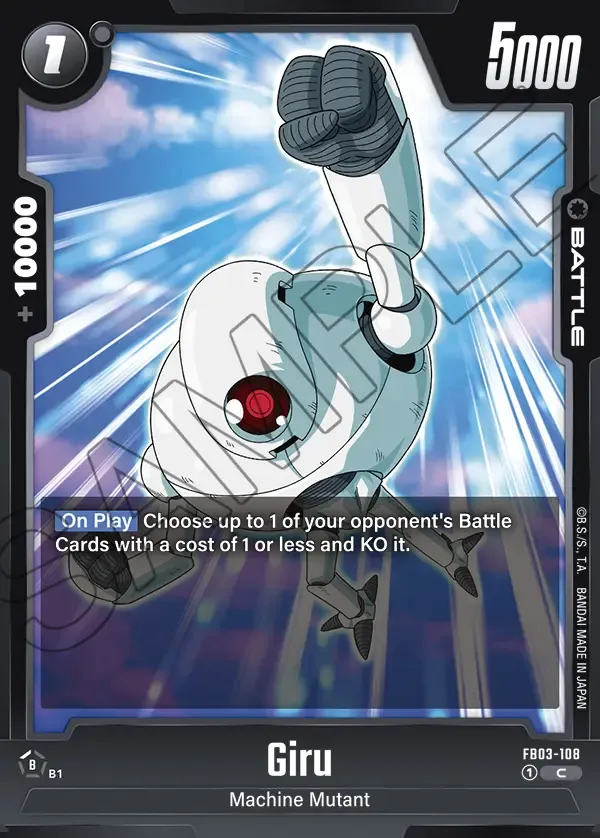 1
5000
+ 10000
BATTLE
SAMPLE
On Play Choose up to 1 of your opponent's Battle
Cards with a cost of 1 or less and KO it.
©B.S./S., T.A. BANDAI MADE IN JAPAN
B
B1
Giru
FB03-108
1 C
Machine Mutant